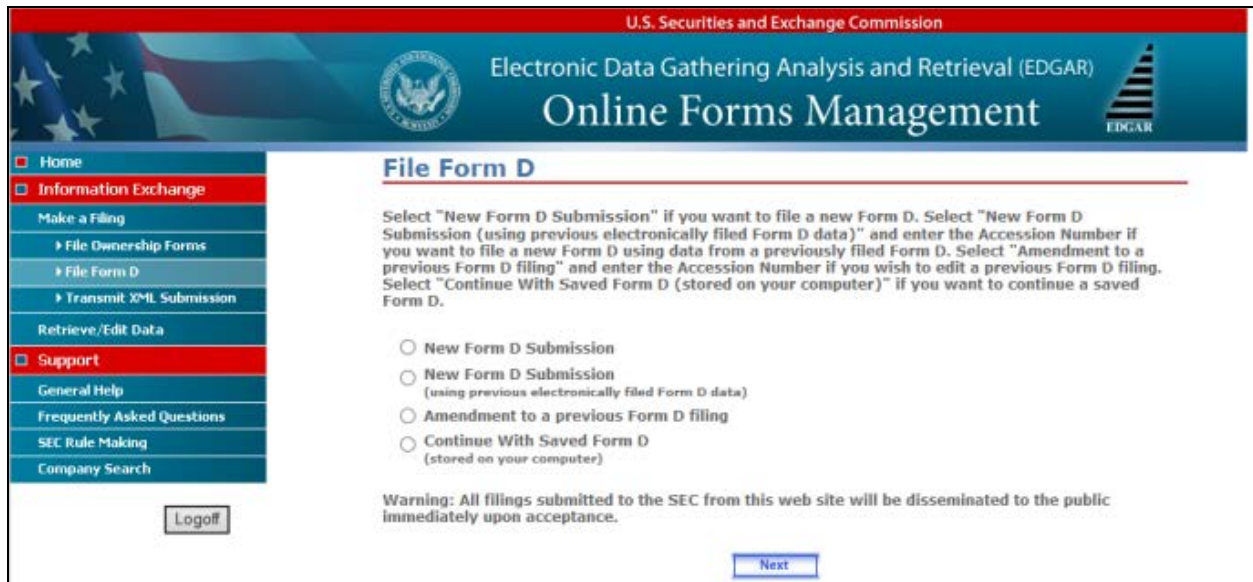 U.S. Securities and Exchange Commission
Electronic Data Gathering Analysis and Retrieval (EDGAR)
Online Forms Management
EDGAR
Home
Information Exchange
Make a Filing
File Ownership Forms
File Form D
Transmit XML Submission
Retrieve/Edit Data
Support
General Help
Frequently Asked Questions
SEC Rule Making
Company Search
Logoff
File Form D
Select "New Form D Submission" if you want to file a new Form D. Select "New Form D
Submission (using previous electronically filed Form D data)" and enter the Accession Number if
you want to file a new Form D using data from a previously filed Form D. Select "Amendment to a
previous Form D filing" and enter the Accession Number if you wish to edit a previous Form D filing.
Select "Continue With Saved Form D (stored on your computer)" if you want to continue a saved
Form D.
New Form D Submission
New Form D Submission
(using previous electronically filed Form D data)
Amendment to a previous Form D filing
Continue With Saved Form D
(stored on your computer)
Warning: All filings submitted to the SEC from this web site will be disseminated to the public
immediately upon acceptance.
Next